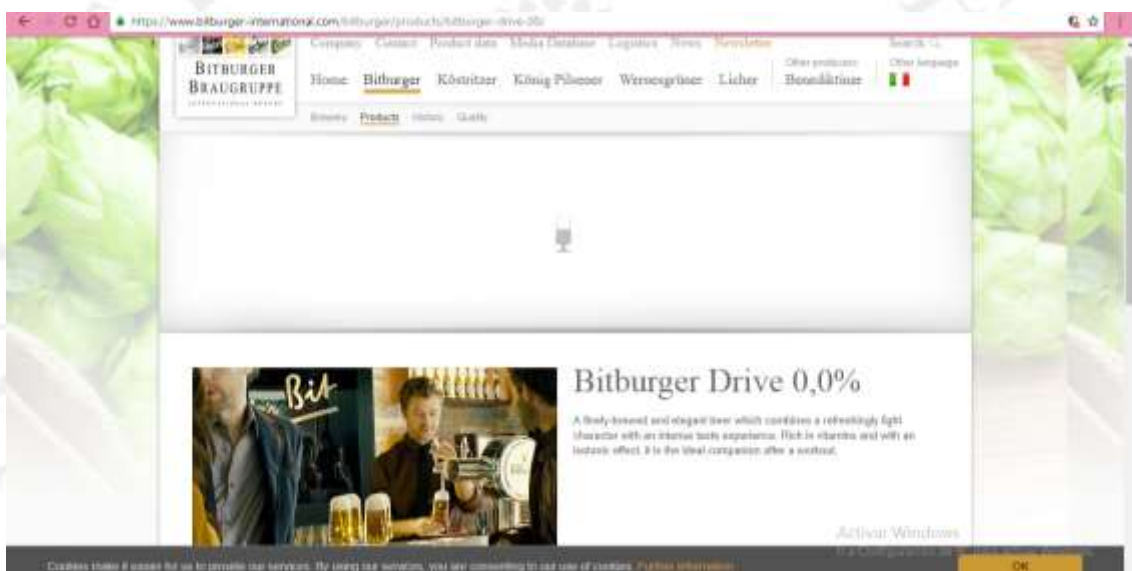 https://www.bitburger-international.com/bitburger/products/bitburger-drive-00/
Company Contact Product data Media Database Logistics News Newsletter Search
BITBURGER
BRAUGRUPPE
Other producers: Other language
Home Bitburger Köstritzer König Pilsener Wernesgrüner Licher Benediktiner
Brewery Products History Quality
Bit
Bitburger Drive 0,0%
A finely-brewed and elegant beer which combines a refreshingly light
character with an intense taste experience. Rich in vitamins and with an
isotonic effect, it is the ideal companion after a workout.
Activar Windows
Cookies make it easier for us to provide our services. By using our services, you are consenting to our use of cookies. Further information
OK